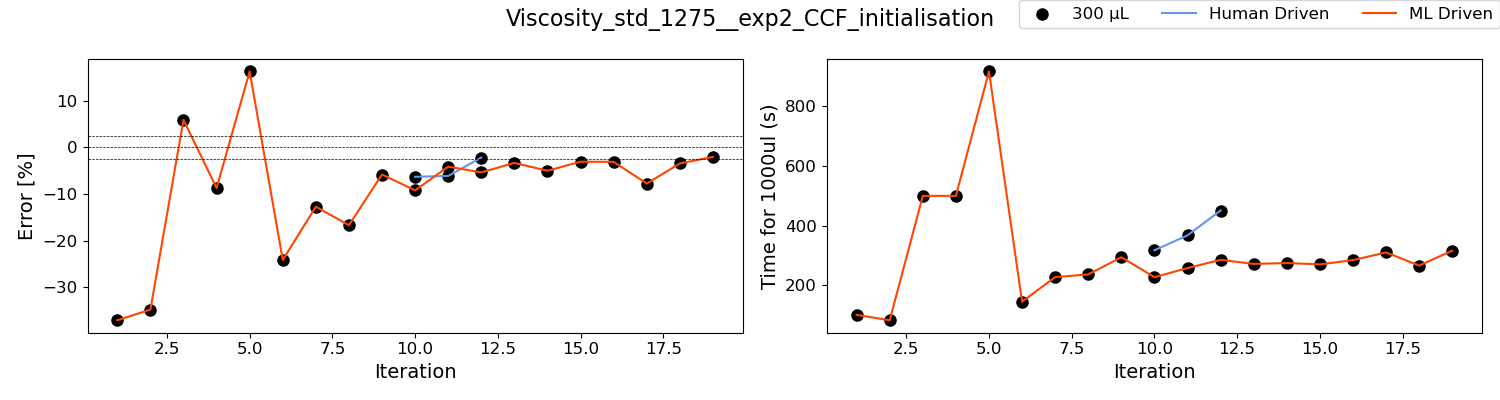 Viscosity_std_1275__exp2_CCF_initialisation
300 µL
Human Driven
ML Driven
Error [%]
10
0
−10
−20
−30
2.5 5.0 7.5 10.0 12.5 15.0 17.5
Iteration
Time for 1000ul (s)
800
600
400
200
2.5 5.0 7.5 10.0 12.5 15.0 17.5
Iteration